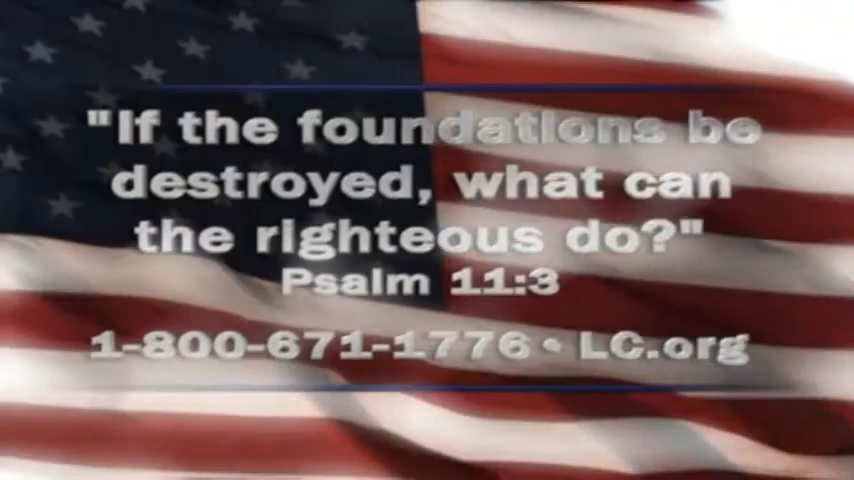 "If the foundations be
destroyed, what can
the righteous do?"
Psalm 11:3
1-800-671-1776 • LC.org